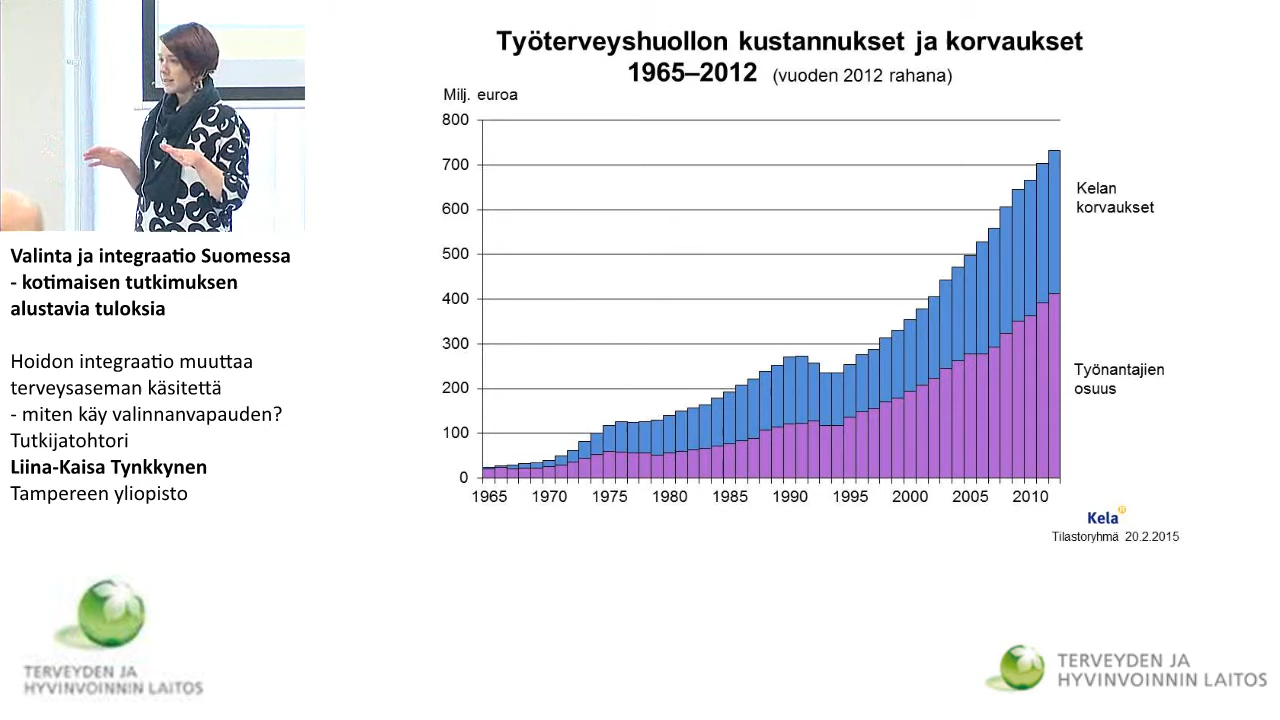 Valinta ja integraatio Suomessa
- kotimaisen tutkimuksen
alustavia tuloksia
Hoidon integraatio muuttaa
terveysaseman käsitettä
- miten käy valinnanvapauden?
Tutkijatohtori
Liina-Kaisa Tynkkynen
Tampereen yliopisto
TERVEYDEN JA
HYVINVOINNIN LAITOS
Työterveyshuollon kustannukset ja korvaukset
1965–2012 (vuoden 2012 rahana)
Milj. euroa
800
700
600
500
400
300
200
100
0
1965 1970 1975 1980 1985 1990 1995 2000 2005 2010
Kelan
korvaukset
Työnantajien
osuus
Kela
Tilastoryhmä 20.2.2015
TERVEYDEN JA
HYVINVOINNIN LAITOS